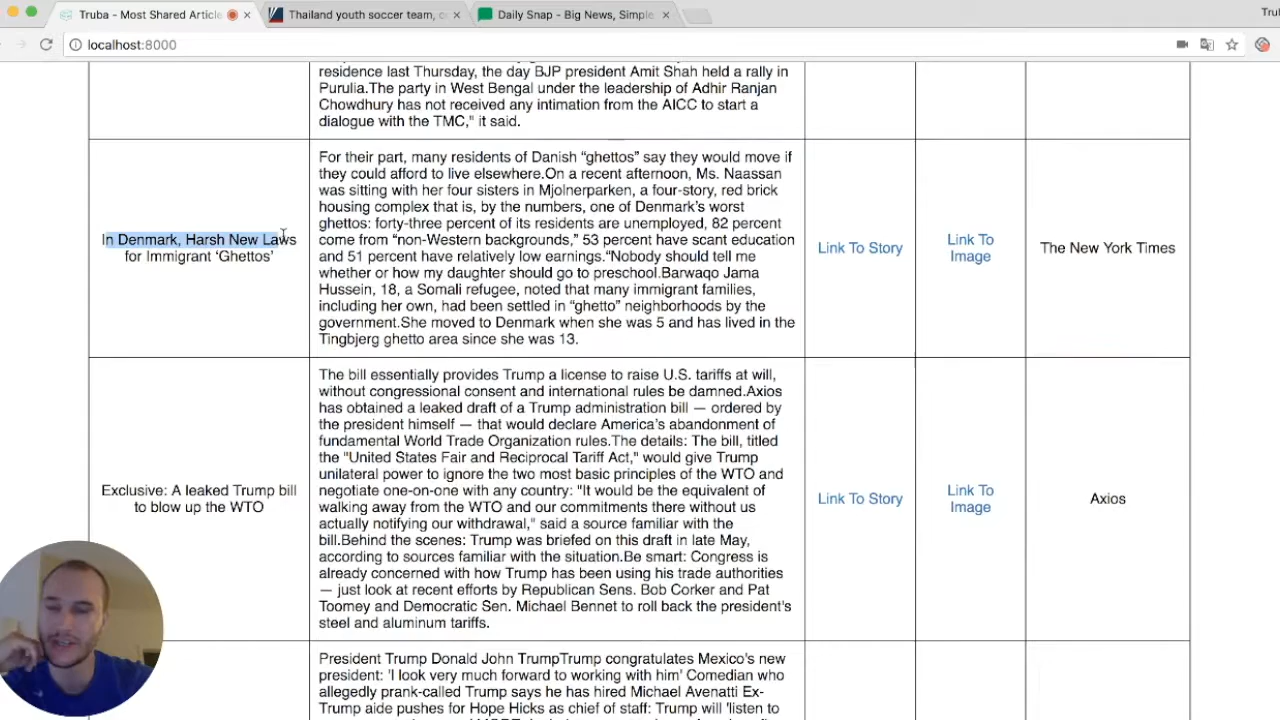 Truba - Most Shared Article
Thailand youth soccer team, c
Daily Snap - Big News, Simple
Tru
localhost:8000
residence last Thursday, the day BJP president Amit Shah held a rally in
Purulia.The party in West Bengal under the leadership of Adhir Ranjan
Chowdhury has not received any intimation from the AICC to start a
dialogue with the TMC," it said.
In Denmark, Harsh New Laws
for Immigrant ‘Ghettos’
For their part, many residents of Danish “ghettos” say they would move if
they could afford to live elsewhere.On a recent afternoon, Ms. Naassan
was sitting with her four sisters in Mjolnerparken, a four-story, red brick
housing complex that is, by the numbers, one of Denmark’s worst
ghettos: forty-three percent of its residents are unemployed, 82 percent
come from “non-Western backgrounds,” 53 percent have scant education
and 51 percent have relatively low earnings.“Nobody should tell me
whether or how my daughter should go to preschool.Barwaqo Jama
Hussein, 18, a Somali refugee, noted that many immigrant families,
including her own, had been settled in “ghetto” neighborhoods by the
government.She moved to Denmark when she was 5 and has lived in the
Tingbjerg ghetto area since she was 13.
Link To Story
Link To
Image
The New York Times
Exclusive: A leaked Trump bill
to blow up the WTO
The bill essentially provides Trump a license to raise U.S. tariffs at will,
without congressional consent and international rules be damned.Axios
has obtained a leaked draft of a Trump administration bill — ordered by
the president himself — that would declare America’s abandonment of
fundamental World Trade Organization rules.The details: The bill, titled
the "United States Fair and Reciprocal Tariff Act," would give Trump
unilateral power to ignore the two most basic principles of the WTO and
negotiate one-on-one with any country: "It would be the equivalent of
walking away from the WTO and our commitments there without us
actually notifying our withdrawal," said a source familiar with the
bill.Behind the scenes: Trump was briefed on this draft in late May,
according to sources familiar with the situation.Be smart: Congress is
already concerned with how Trump has been using his trade authorities
— just look at recent efforts by Republican Sens. Bob Corker and Pat
Toomey and Democratic Sen. Michael Bennet to roll back the president's
steel and aluminum tariffs.
Link To Story
Link To
Image
Axios
President Trump Donald John TrumpTrump congratulates Mexico's new
president: 'I look very much forward to working with him' Comedian who
allegedly prank-called Trump says he has hired Michael Avenatti Ex-
Trump aide pushes for Hope Hicks as chief of staff: Trump will 'listen to